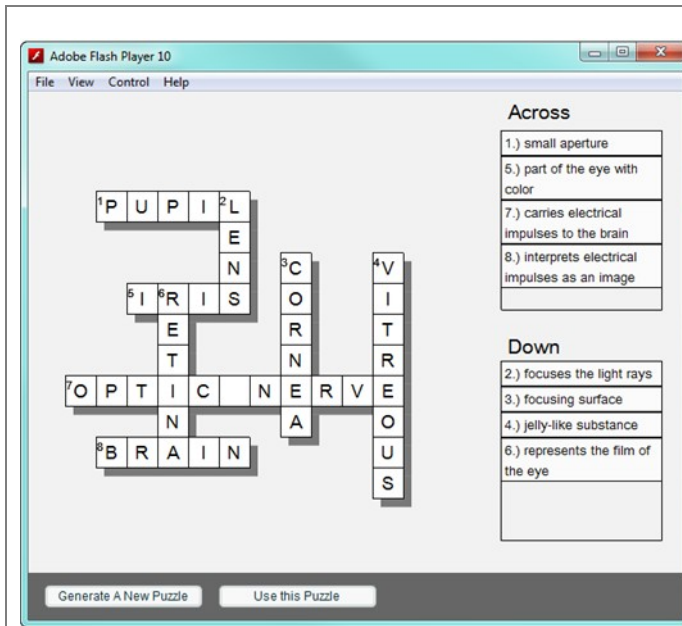 Adobe Flash Player 10
File View Control Help
Across
1.) small aperture
5.) part of the eye with
color
7.) carries electrical
impulses to the brain
8.) interprets electrical
impulses as an image
Down
2.) focuses the light rays
3.) focusing surface
4.) jelly-like substance
6.) represents the film of
the eye
1 P U P I 2 L
E
N 3 C 4 V
5 I 6 R I S O I
E R T
T N R
7 O P T I C N E R V E
N A O
8 B R A I N U
S
Generate A New Puzzle Use this Puzzle